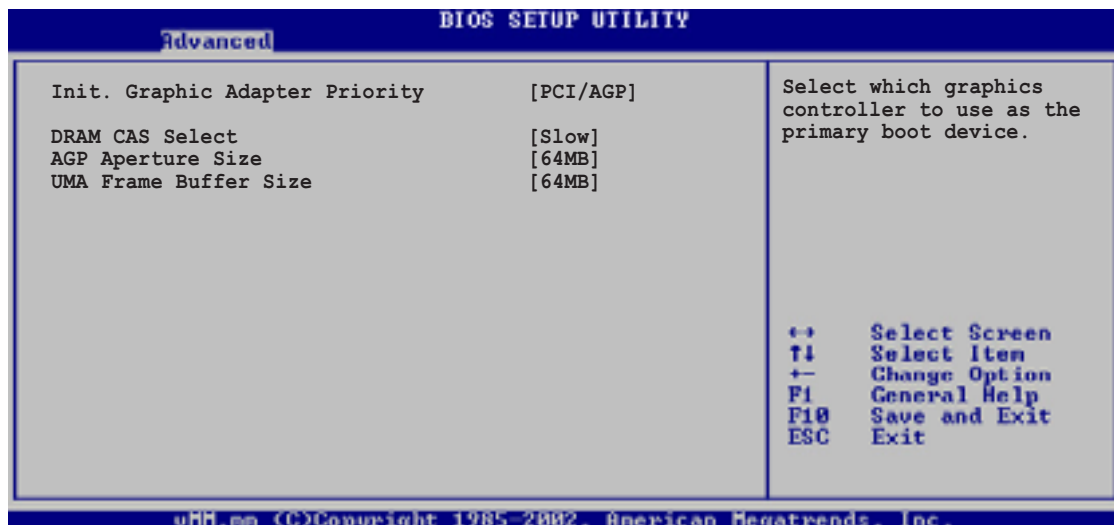 BIOS SETUP UTILITY
Advanced
Init. Graphic Adapter Priority [PCI/AGP]
DRAM CAS Select [Slow]
AGP Aperture Size [64MB]
UMA Frame Buffer Size [64MB]
Select which graphics
controller to use as the
primary boot device.
←→ Select Screen
↑↓ Select Item
+- Change Option
F1 General Help
F10 Save and Exit
ESC Exit
(C)Copyright 1985-2002, American Megatrends, Inc.